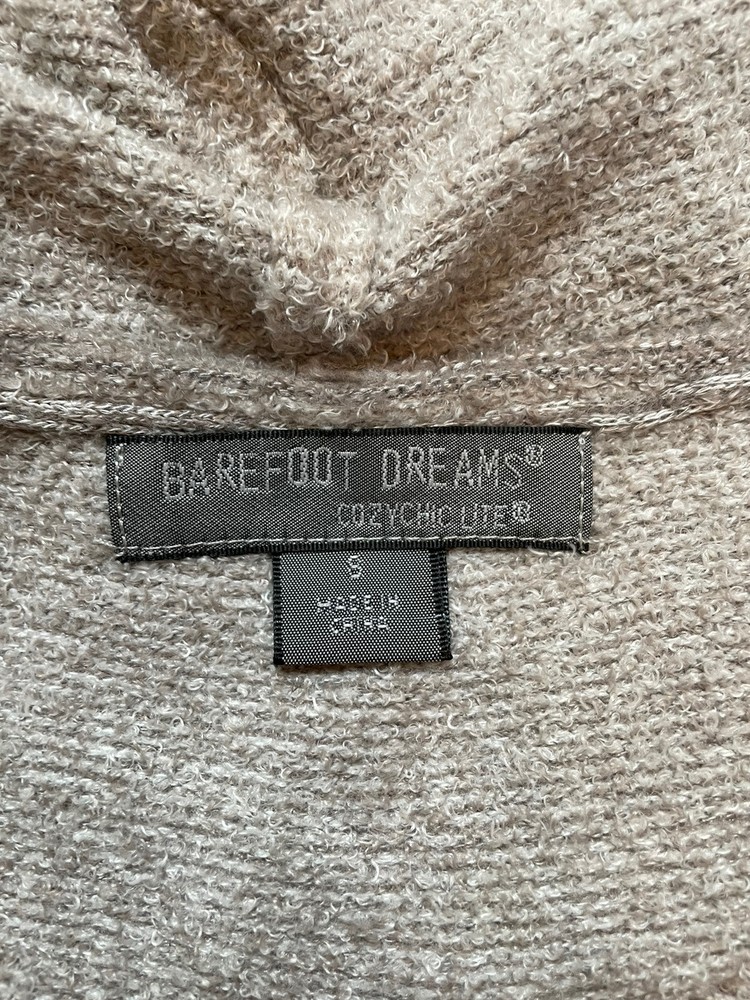 BAREFOOT DREAMS®
COZYCHIC LITE®
S
MADE IN
CHINA